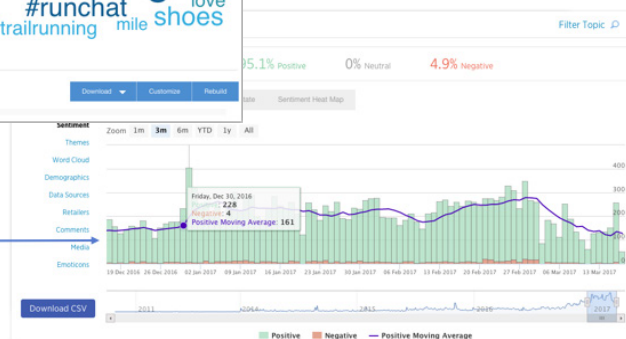 love
#runchat
trailrunning mile shoes
Filter Topic
95.1% Positive 0% Neutral 4.9% Negative
Download Customize Rebuild
Sentiment Heat Map
Sentiment
Zoom 1m 3m 6m YTD 1y All
Themes
Word Cloud
Demographics
Data Sources
Retailers
Comments
Media
Emoticons
400
300
200
100
0
Friday, Dec 30, 2016
228
Negative: 4
Positive Moving Average: 161
19 Dec 2016 26 Dec 2016 02 Jan 2017 09 Jan 2017 16 Jan 2017 23 Jan 2017 30 Jan 2017 06 Feb 2017 13 Feb 2017 20 Feb 2017 27 Feb 2017 06 Mar 2017 13 Mar 2017
Download CSV
2011 2014 2015 2016 2017
Positive Negative Positive Moving Average